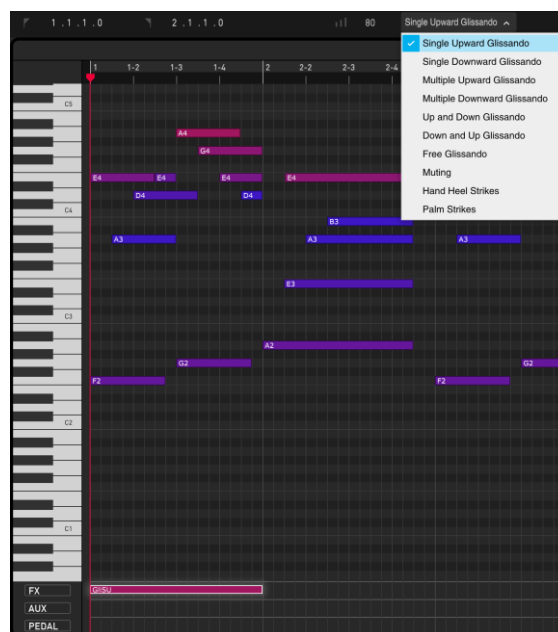 1 . 1 . 1 . 0 2 . 1 . 1 . 0 80 Single Upward Glissando
Single Upward Glissando
Single Downward Glissando
Multiple Upward Glissando
Multiple Downward Glissando
Up and Down Glissando
Down and Up Glissando
Free Glissando
Muting
Hand Heel Strikes
Palm Strikes
1 1-2 1-3 1-4 2 2-2 2-3 2-4
C5
A4
G4
E4 E4 E4 E4
D4 D4
C4
B3
A3 A3 A3
E3
C3
A2
G2 G2
F2 F2
C2
C1
FX GliSU
AUX
PEDAL